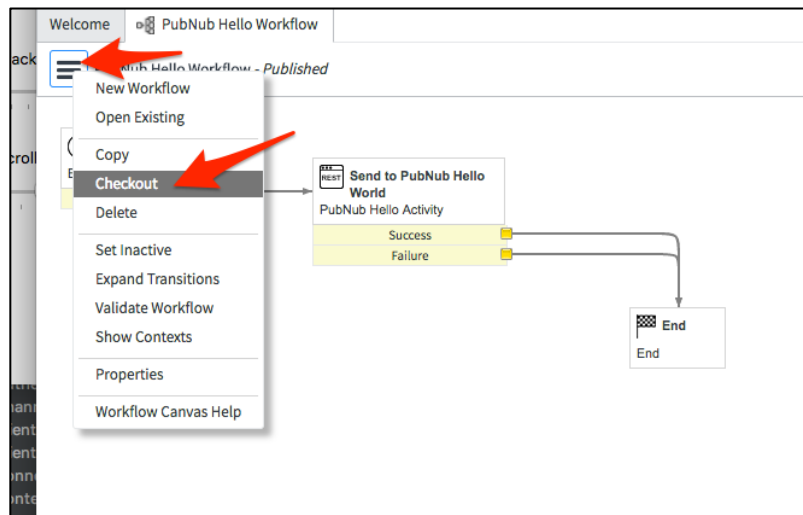 Welcome
PubNub Hello Workflow
ack
Hello Workflow - Published
New Workflow
Open Existing
Copy
Checkout
Delete
Set Inactive
Expand Transitions
Validate Workflow
Show Contexts
Properties
Workflow Canvas Help
croll
REST
Send to PubNub Hello
World
PubNub Hello Activity
Success
Failure
End
End